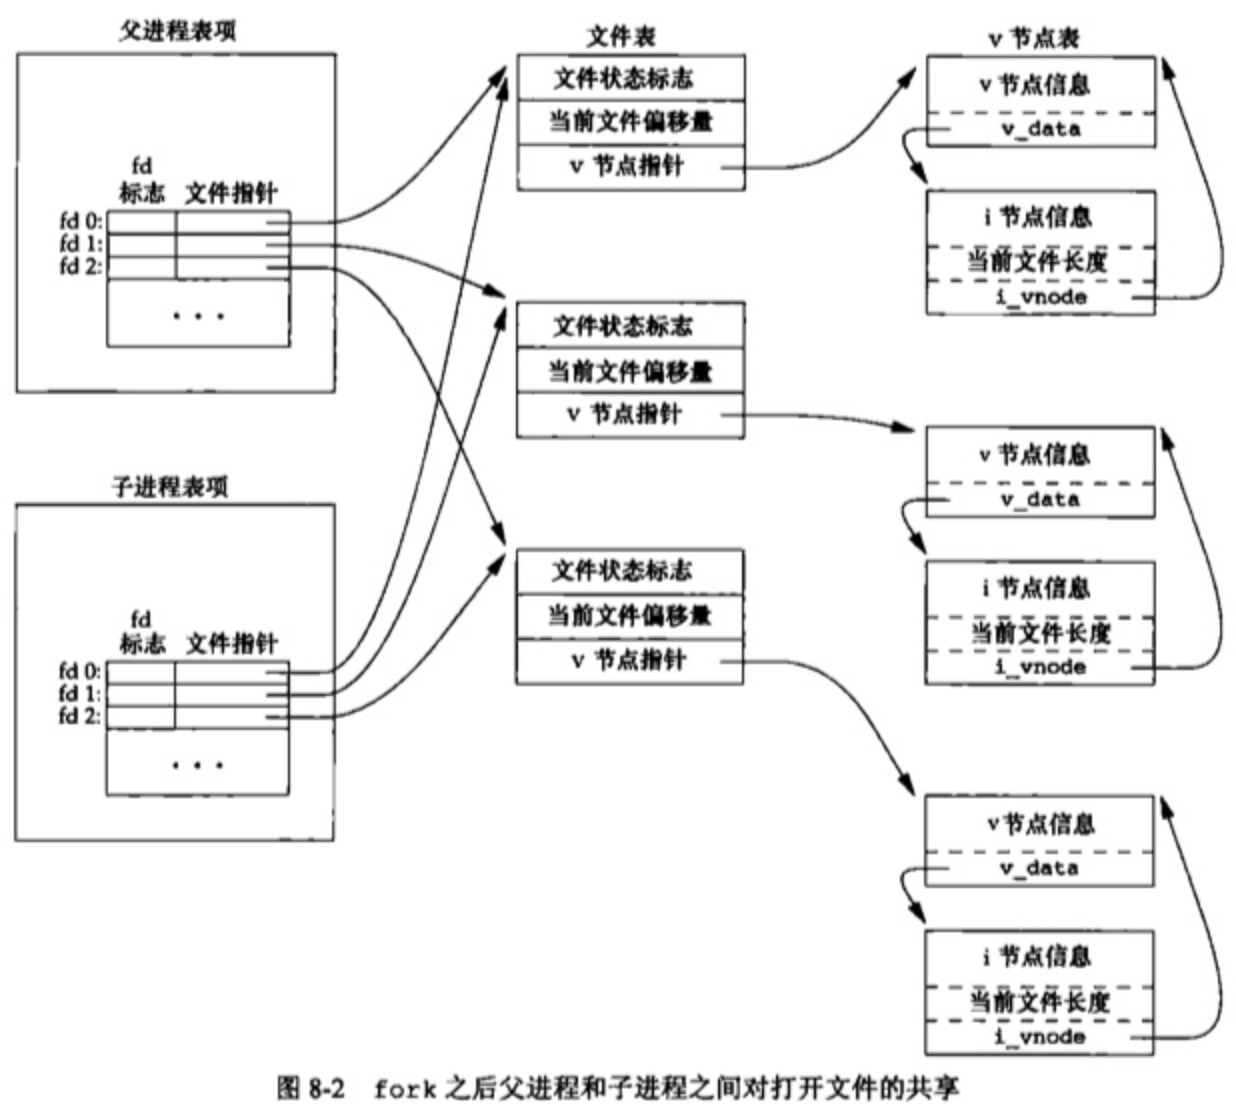 父进程表项
fd
标志 文件指针
fd 0:
fd 1:
fd 2:
···
子进程表项
fd
标志 文件指针
fd 0:
fd 1:
fd 2:
···
文件表
文件状态标志
当前文件偏移量
v 节点指针
文件状态标志
当前文件偏移量
v 节点指针
文件状态标志
当前文件偏移量
v 节点指针
v 节点表
v 节点信息
v_data
i 节点信息
当前文件长度
i_vnode
v 节点信息
v_data
i 节点信息
当前文件长度
i_vnode
v 节点信息
v_data
i 节点信息
当前文件长度
i_vnode
图 8-2 fork 之后父进程和子进程之间对打开文件的共享